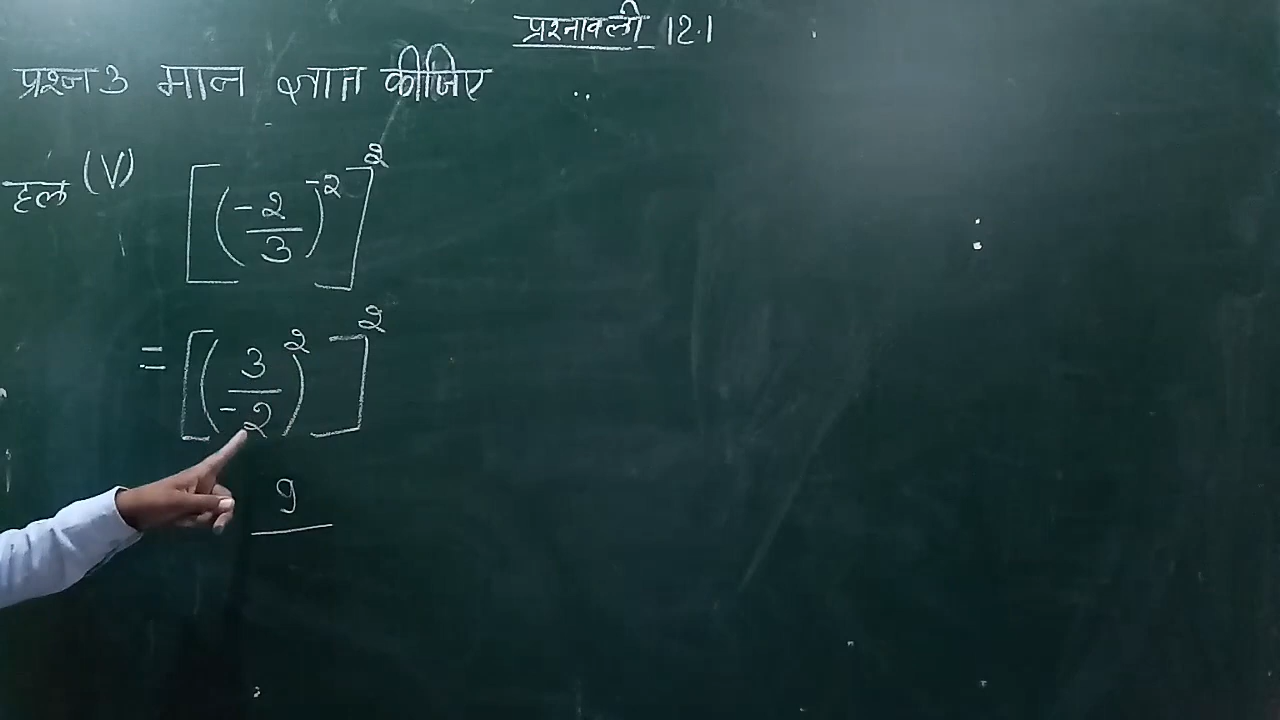 प्रश्नावली 12.1
प्रश्न 3 मान ज्ञात कीजिए
हल (V) [(-2/3)^-2]^2
= [(3/-2)^2]^2
9